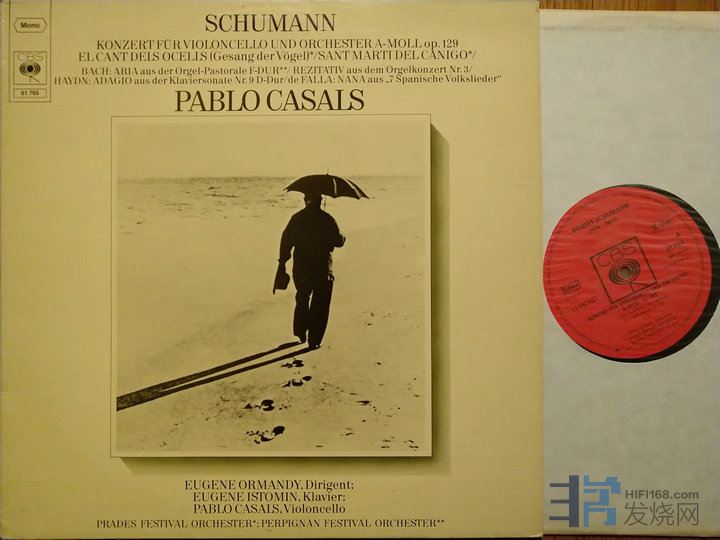 SCHUMANN
Mono
CBS
61 765
KONZERT FÜR VIOLONCELLO UND ORCHESTER A-MOLL op. 129
EL CANT DELS OCELLS (Gesang der Vögel)*/SANT MARTI DEL CANIGO*/
BACH: ARIA aus der Orgel-Pastorale F-DUR**/ REZITATIV aus dem Orgelkonzert Nr. 3/
HAYDN: ADAGIO aus der Klaviersonate Nr. 9 D-Dur/ de FALLA: NANA aus „7 Spanische Volkslieder“
PABLO CASALS
EUGENE ORMANDY, Dirigent;
EUGENE ISTOMIN, Klavier;
PABLO CASALS, Violoncello
PRADES FESTIVAL ORCHESTER*; PERPIGNAN FESTIVAL ORCHESTER**
ROBERT SCHUMANN
CBS
GEMA
MONO
HIFI168.com
发烧网